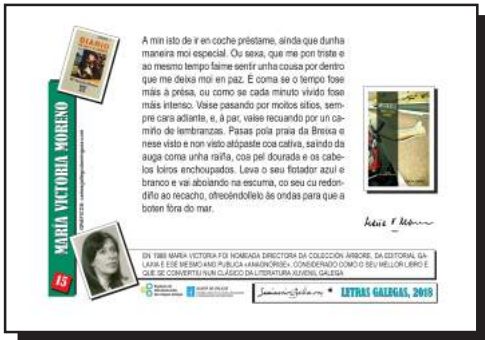 A min isto de ir en coche préstame, ainda que dunha
maneira moi especial. Ou sexa, que me pon triste e
ao mesmo tempo faime sentir unha cousa por dentro
que me deixa moi en paz. E coma se o tempo fose
máis á présa, ou como se cada minuto vivido fose
máis intenso. Vaise pasando por moitos sitios, sem-
pre cara adiante, e, á par, vaise recuando por un ca-
miño de lembranzas. Pasas pola praia da Breixa e
nese visto e non visto atópaste coa cativa, saíndo da
auga coma unha raíña, coa pel dourada e os cabe-
los loiros enchoupados. Leva o seu flotador azul e
branco e vai aboiando na escuma, co seu cu redon-
diño ao recacho, ofrecéndollelo ás ondas para que a
boten fóra do mar.
DIARIO
MARÍA VICTORIA MORENO
15
EN 1989 MARÍA VICTORIA FOI NOMEADA DIRECTORA DA COLECCIÓN ÁRBORE, DA EDITORIAL GA-
LAXIA E ESE MESMO ANO PUBLICA «ANAGNÓRISE», CONSIDERADO COMO O SEU MELLOR LIBRO E
QUE SE CONVERTIU NUN CLÁSICO DA LITERATURA XUVENIL GALEGA
XUNTA DE GALICIA
LETRAS GALEGAS, 2018